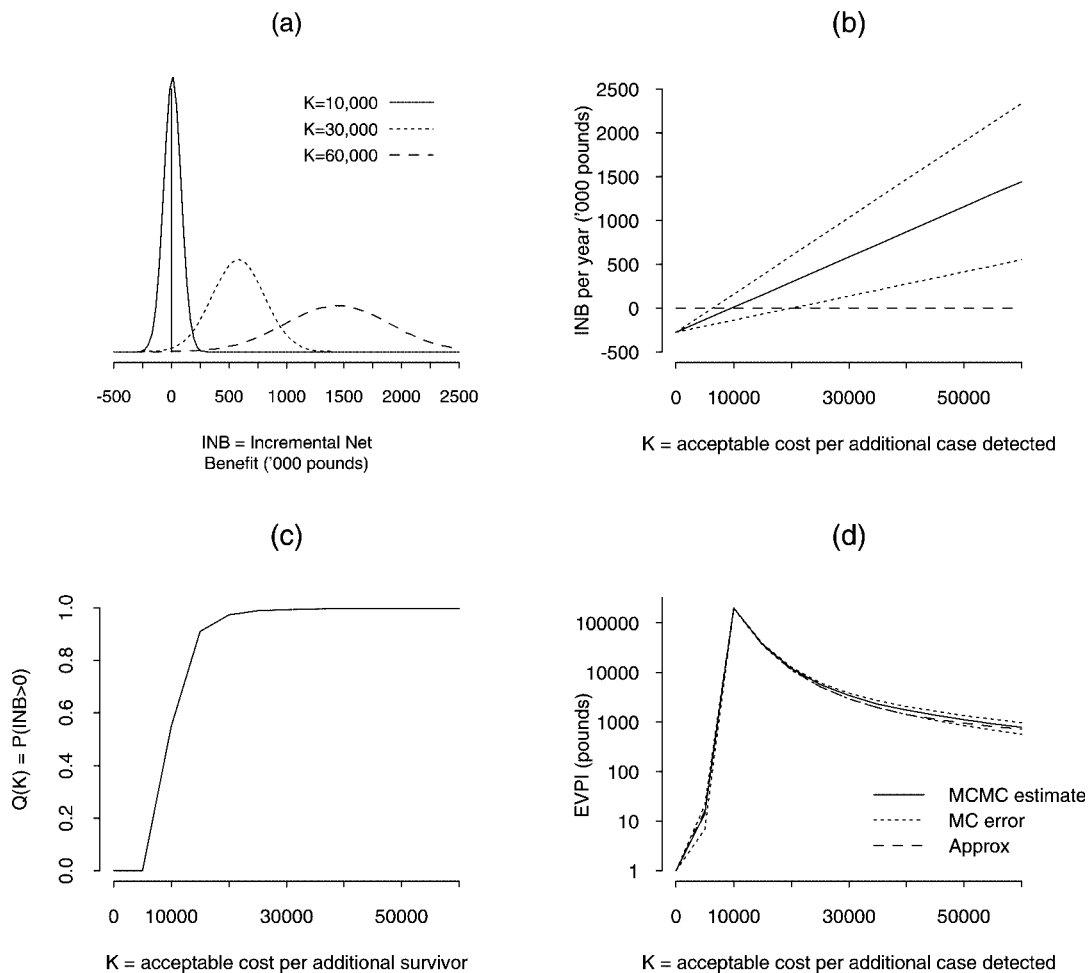 (a)
K=10,000
K=30,000
K=60,000
-500 0 500 1000 1500 2000 2500
INB = Incremental Net
Benefit ('000 pounds)
(b)
INB per year ('000 pounds)
2500
2000
1500
1000
500
0
-500
0 10000 30000 50000
K = acceptable cost per additional case detected
(c)
Q(K) = P(INB>0)
1.0
0.8
0.6
0.4
0.2
0.0
0 10000 30000 50000
K = acceptable cost per additional survivor
(d)
EVPI (pounds)
100000
10000
1000
100
10
1
MCMC estimate
MC error
Approx
0 10000 30000 50000
K = acceptable cost per additional case detected